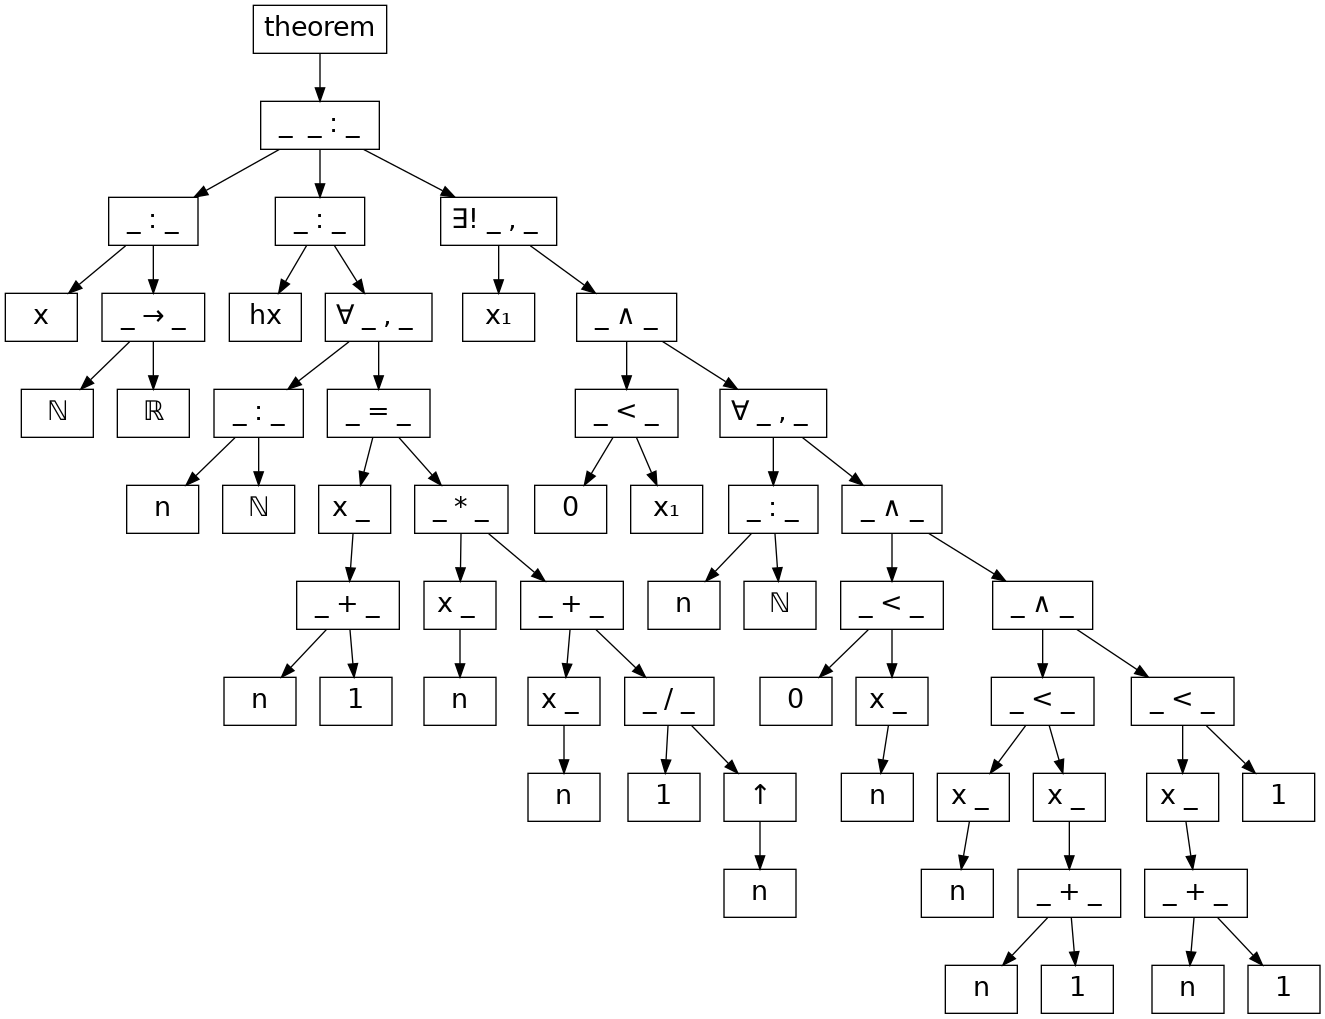 theorem
_ _ : _
_ : _ _ : _ ∃! _ , _
x _ → _ hx ∀ _ , _ x₁ _ ∧ _
ℕ ℝ _ : _ _ = _ _ < _ ∀ _ , _
n ℕ x _ _ * _ 0 x₁ _ : _ _ ∧ _
_ + _ x _ _ + _ n ℕ _ < _ _ ∧ _
n 1 n x _ _ / _ 0 x _ _ < _ _ < _
n 1 ↑ n x _ x _ x _ 1
n n _ + _ _ + _
n 1 n 1